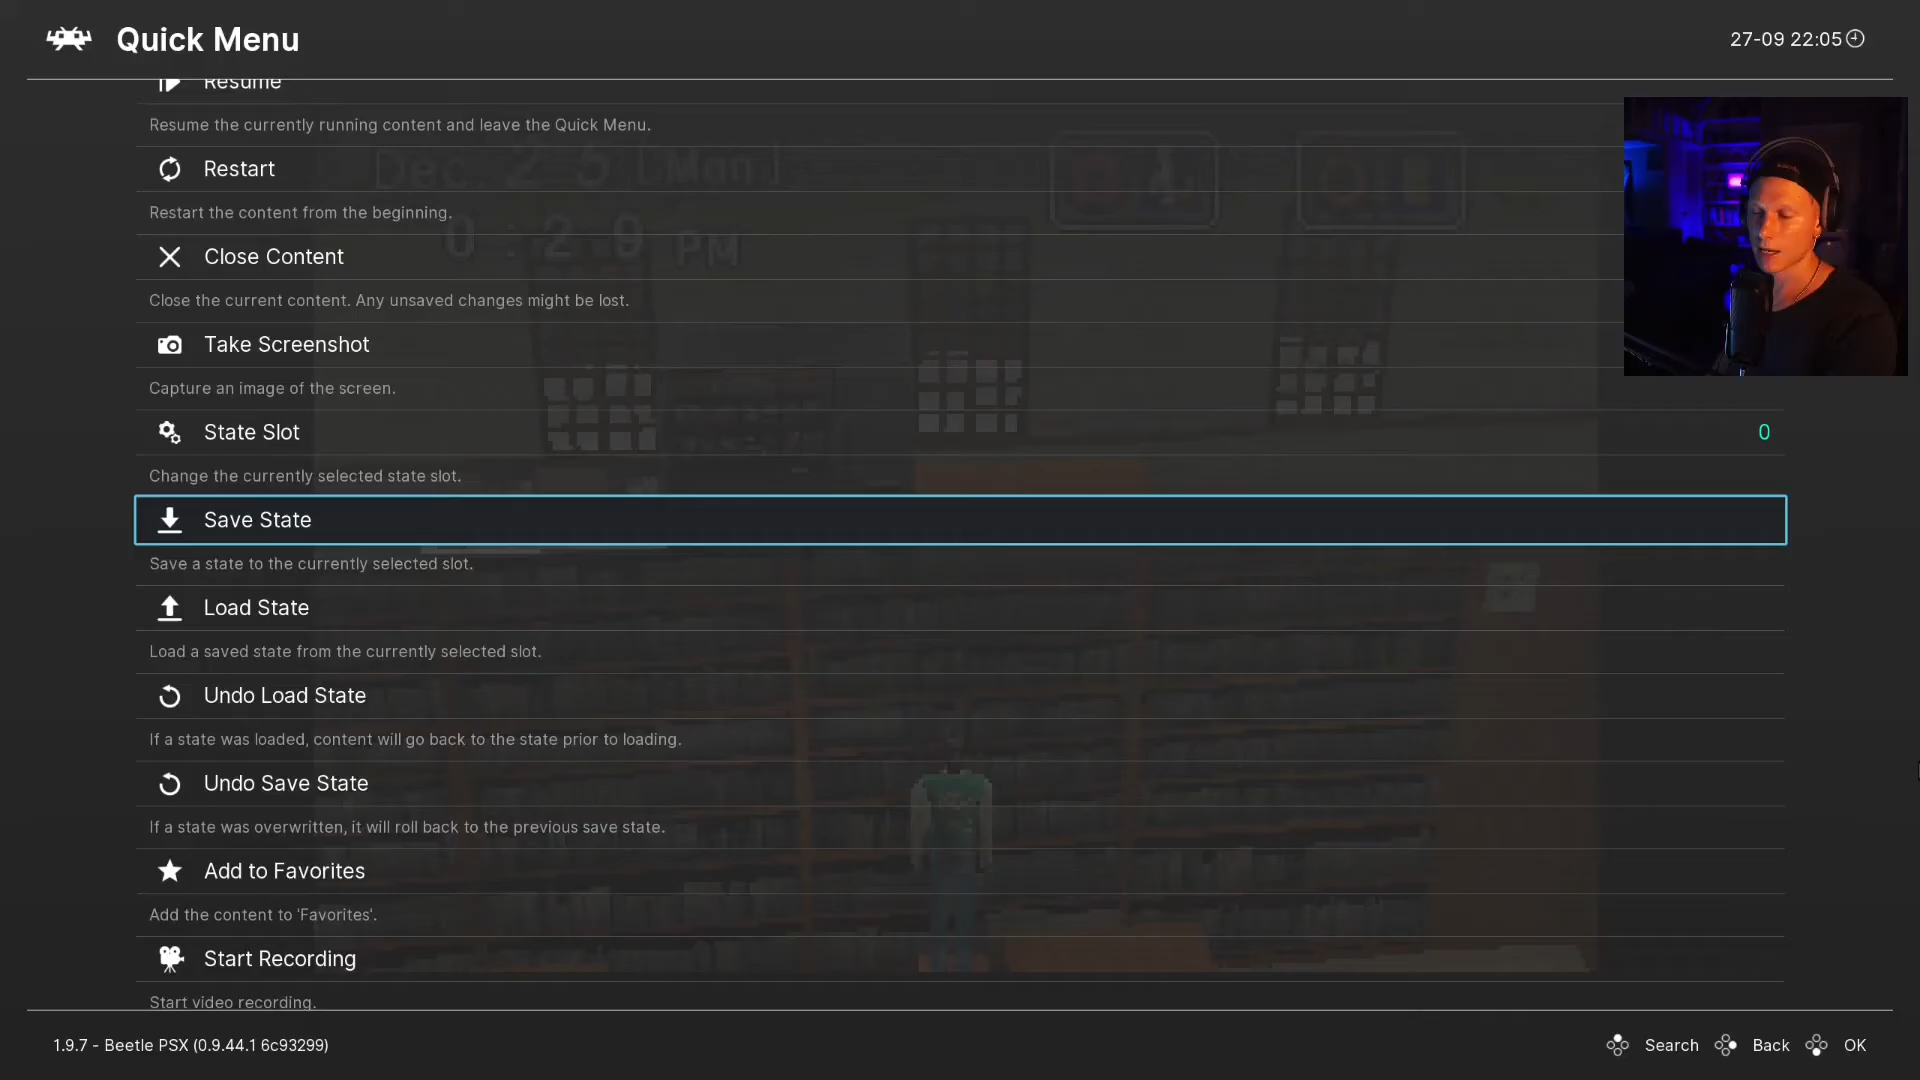 Quick Menu
27-09 22:05
Resume
Resume the currently running content and leave the Quick Menu.
Restart
Dec. 25 [Mon]
Restart the content from the beginning.
0:28 PM
Close Content
Close the current content. Any unsaved changes might be lost.
Take Screenshot
Capture an image of the screen.
State Slot
0
Change the currently selected state slot.
Save State
Save a state to the currently selected slot.
Load State
Load a saved state from the currently selected slot.
Undo Load State
If a state was loaded, content will go back to the state prior to loading.
Undo Save State
If a state was overwritten, it will roll back to the previous save state.
Add to Favorites
Add the content to 'Favorites'.
Start Recording
Start video recording.
1.9.7 - Beetle PSX (0.9.44.1 6c93299)
Search Back OK